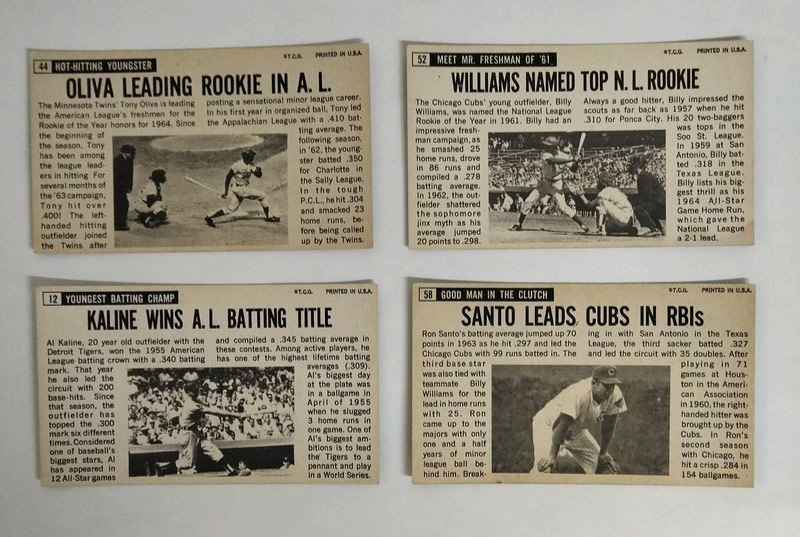 44 HOT-HITTING YOUNGSTER
©T.C.G. PRINTED IN U.S.A.
OLIVA LEADING ROOKIE IN A. L.
The Minnesota Twins' Tony Oliva is leading
the American League's freshmen for the
Rookie of the Year honors for 1964. Since
the beginning of
the season, Tony
has been among
the league lead-
ers in hitting For
several months of
the '63 campaign,
Tony hit over
.400! The left-
handed hitting
outfielder joined
the Twins after
posting a sensational minor league career.
In his first year in organized ball, Tony led
the Appalachian League with a .410 bat-
ting average. The
following season,
in '62, the young-
ster batted .350
for Charlotte in
the Sally League.
In the tough
P.C.L., he hit .304
and smacked 23
home runs, be-
fore being called
up by the Twins.
52 MEET MR. FRESHMAN OF '61
©T.C.G. PRINTED IN U.S.A.
WILLIAMS NAMED TOP N. L. ROOKIE
The Chicago Cubs' young outfielder, Billy
Williams, was named the National League
Rookie of the Year in 1961. Billy had an
impressive fresh-
man campaign, as
he smashed 25
home runs, drove
in 86 runs and
compiled a .278
batting average.
In 1962, the out-
fielder shattered
the sophomore
jinx myth as his
average jumped
20 points to .298.
Always a good hitter, Billy impressed the
scouts as far back as 1957 when he hit
.310 for Ponca City. His 20 two-baggers
was tops in the
Soo St. League.
In 1959 at San
Antonio, Billy bat-
ted .318 in the
Texas League.
Billy lists his big-
gest thrill as his
1964 All-Star
Game Home Run,
which gave the
National League
a 2-1 lead.
12 YOUNGEST BATTING CHAMP
©T.C.G. PRINTED IN U.S.A.
KALINE WINS A. L. BATTING TITLE
Al Kaline, 20 year old outfielder with the
Detroit Tigers, won the 1955 American
League batting crown with a .340 batting
mark. That year
he also led the
circuit with 200
base-hits. Since
that season, the
outfielder has
topped the .300
mark six different
times. Considered
one of baseball's
biggest stars, Al
has appeared in
12 All-Star games
and compiled a .345 batting average in
these contests. Among active players, he
has one of the highest lifetime batting
averages (.309).
Al's biggest day
at the plate was
in a ballgame in
April of 1955
when he slugged
3 home runs in
one game. One of
Al's biggest am-
bitions is to lead
the Tigers to a
pennant and play
in a World Series.
58 GOOD MAN IN THE CLUTCH
©T.C.G. PRINTED IN U.S.A.
SANTO LEADS CUBS IN RBIs
Ron Santo's batting average jumped up 70
points in 1963 as he hit .297 and led the
Chicago Cubs with 99 runs batted in. The
third base star
was also tied with
teammate Billy
Williams for the
lead in home runs
with 25. Ron
came up to the
majors with only
one and a half
years of minor
league ball be-
hind him. Break-
ing in with San Antonio in the Texas
League, the third sacker batted .327
and led the circuit with 35 doubles. After
playing in 71
games at Hous-
ton in the Ameri-
can Association
in 1960, the right-
handed hitter was
brought up by the
Cubs. In Ron's
second year with
Chicago, he
hit a crisp .284 in
154 ballgames.